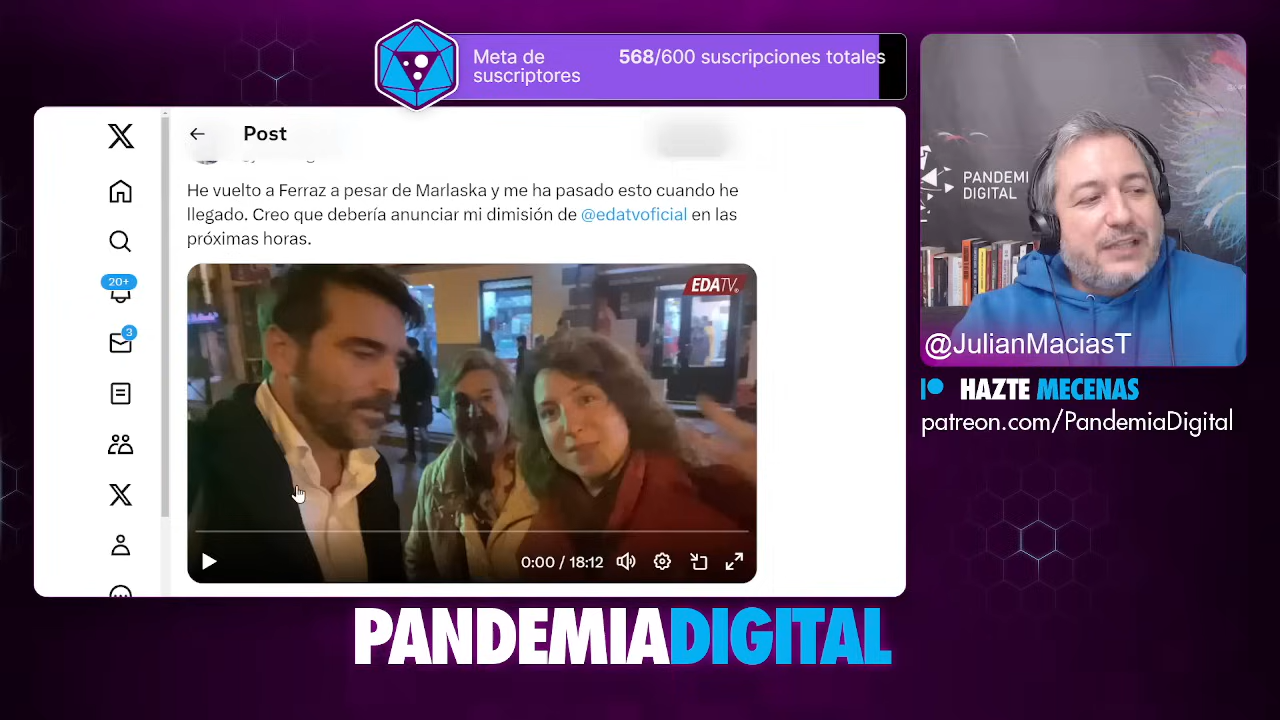 Meta de
suscriptores
568/600 suscripciones totales
Post
He vuelto a Ferraz a pesar de Marlaska y me ha pasado esto cuando he
llegado. Creo que debería anunciar mi dimisión de @edatvoficial en las
próximas horas.
20+
3
EDATV
0:00 / 18:12
PANDEMI
DIGITAL
@JulianMaciasT
HAZTE MECENAS
patreon.com/PandemiaDigital
PANDEMIADIGITAL